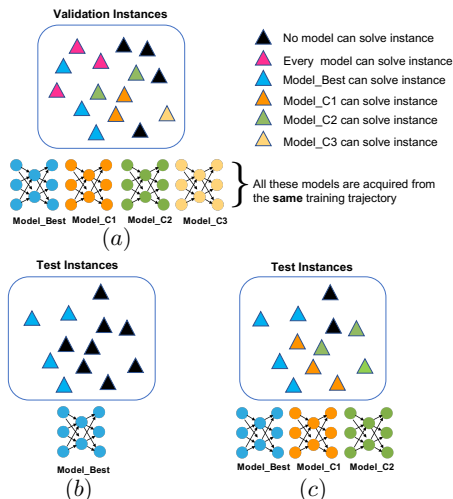 Validation Instances
No model can solve instance
Every model can solve instance
Model_Best can solve instance
Model_C1 can solve instance
Model_C2 can solve instance
Model_C3 can solve instance
All these models are acquired from
the same training trajectory
Model_Best Model_C1 Model_C2 Model_C3
(a)
Test Instances
Model_Best
(b)
Test Instances
Model_Best Model_C1 Model_C2
(c)